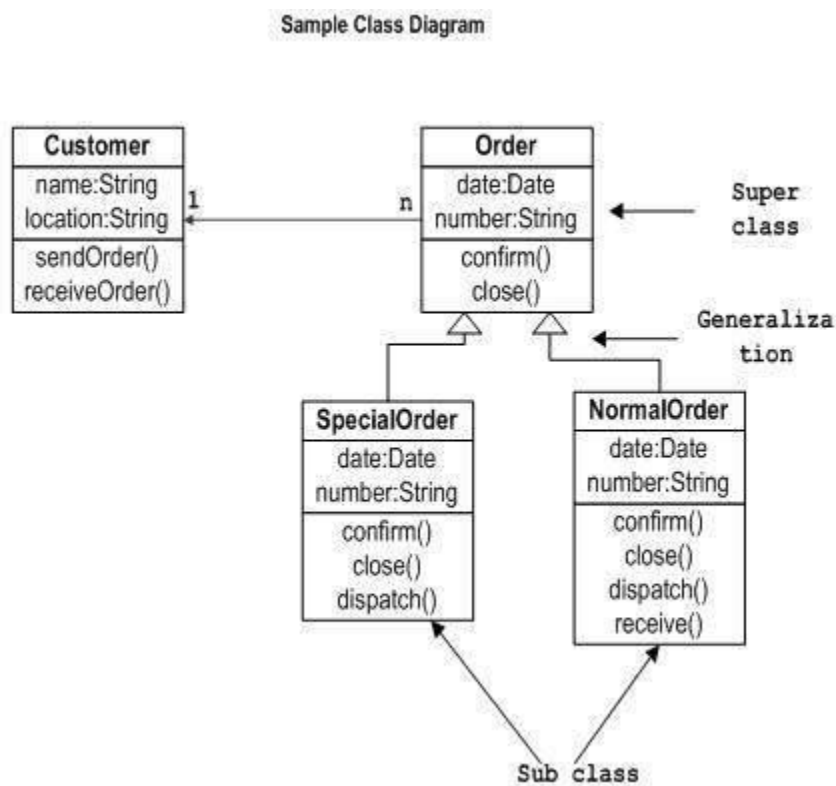 Sample Class Diagram
Customer
name:String
location:String
sendOrder()
receiveOrder()
1
n
Order
date:Date
number:String
confirm()
close()
Super
class
Generaliza
tion
SpecialOrder
date:Date
number:String
confirm()
close()
dispatch()
NormalOrder
date:Date
number:String
confirm()
close()
dispatch()
receive()
Sub class